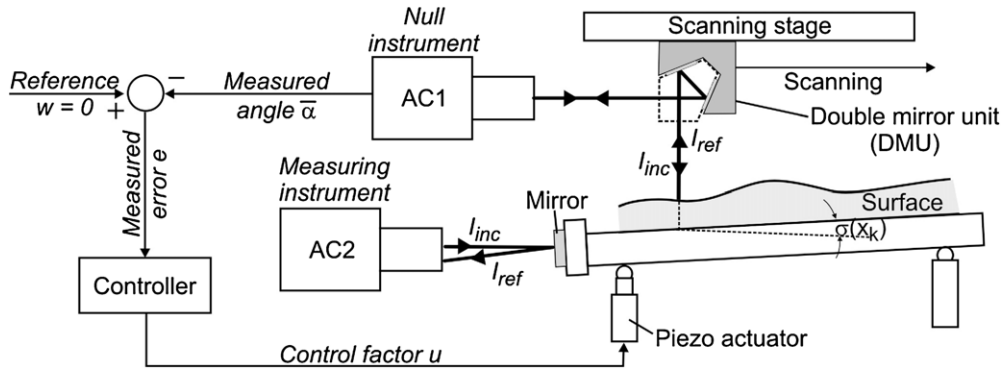 Null
instrument
Scanning stage
Reference
w = 0 +
−
Measured
angle α̅
AC1
Scanning
Double mirror unit
(DMU)
I_ref
I_inc
Measured
error e
Measuring
instrument
Mirror
Surface
σ(x_k)
AC2
I_inc
I_ref
Controller
Piezo actuator
Control factor u